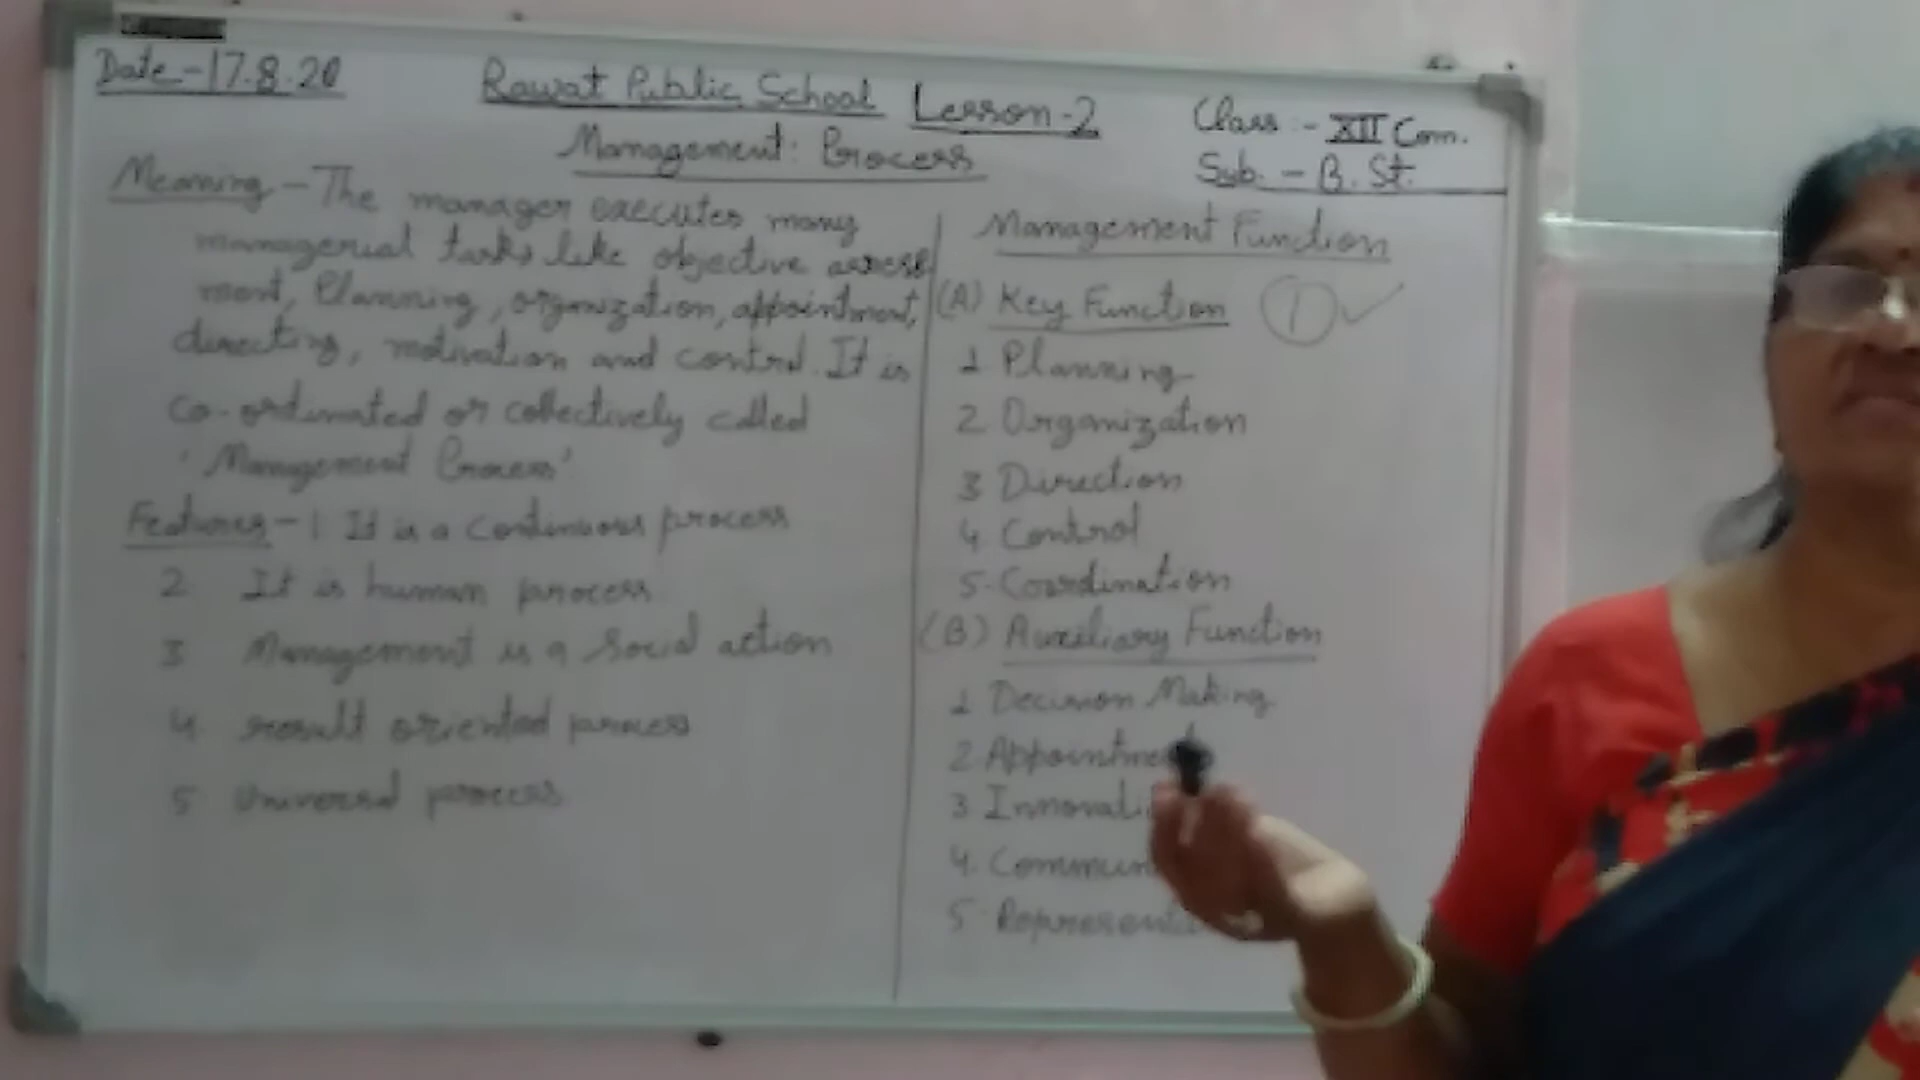 Date - 17.8.20
Rawat Public School Lesson-2
Class :- XII Com.
Management: Process
Sub. - B. St.
Meaning - The manager executes many
managerial tasks like objective assess
ment, Planning, organization, appointment,
directing, motivation and control. It is
co-ordinated or collectively called
'Management Process'
Features - 1 It is a continuous process
2 It is human process
3 Management is a Social action
4 result oriented process
5 Universal process
Management Function
(A) Key Function 1 ✓
1 Planning
2 Organization
3 Direction
4 Control
5. Coordination
(B) Auxiliary Function
1 Decision Making
2 Appointment
3 Innovati
4. Commun
5 Represent